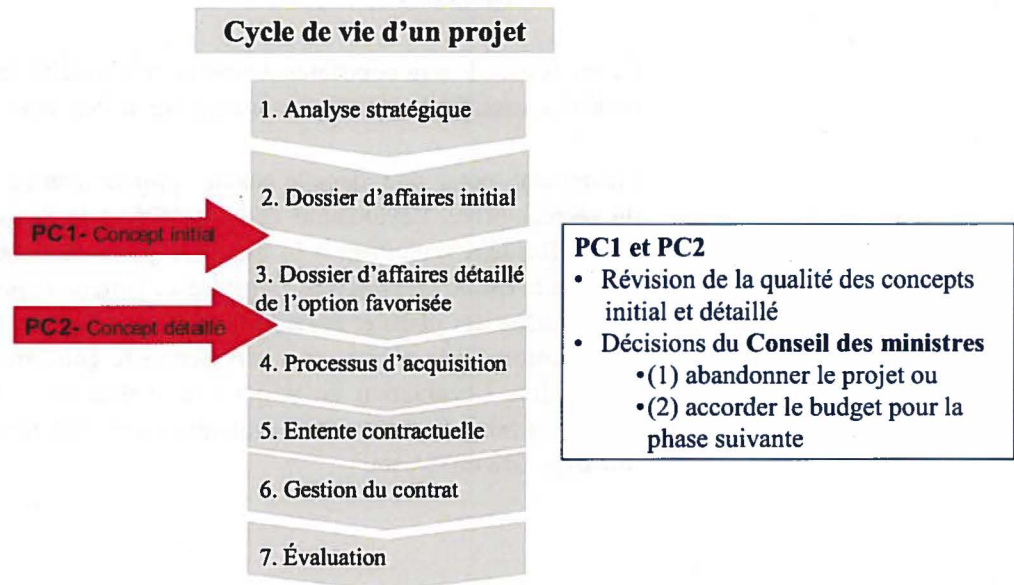 Cycle de vie d'un projet
1. Analyse stratégique
2. Dossier d'affaires initial
PC1- Concept initial
3. Dossier d'affaires détaillé
de l'option favorisée
PC2- Concept détaillé
4. Processus d'acquisition
5. Entente contractuelle
6. Gestion du contrat
7. Évaluation
PC1 et PC2
• Révision de la qualité des concepts
initial et détaillé
• Décisions du Conseil des ministres
•(1) abandonner le projet ou
•(2) accorder le budget pour la
phase suivante